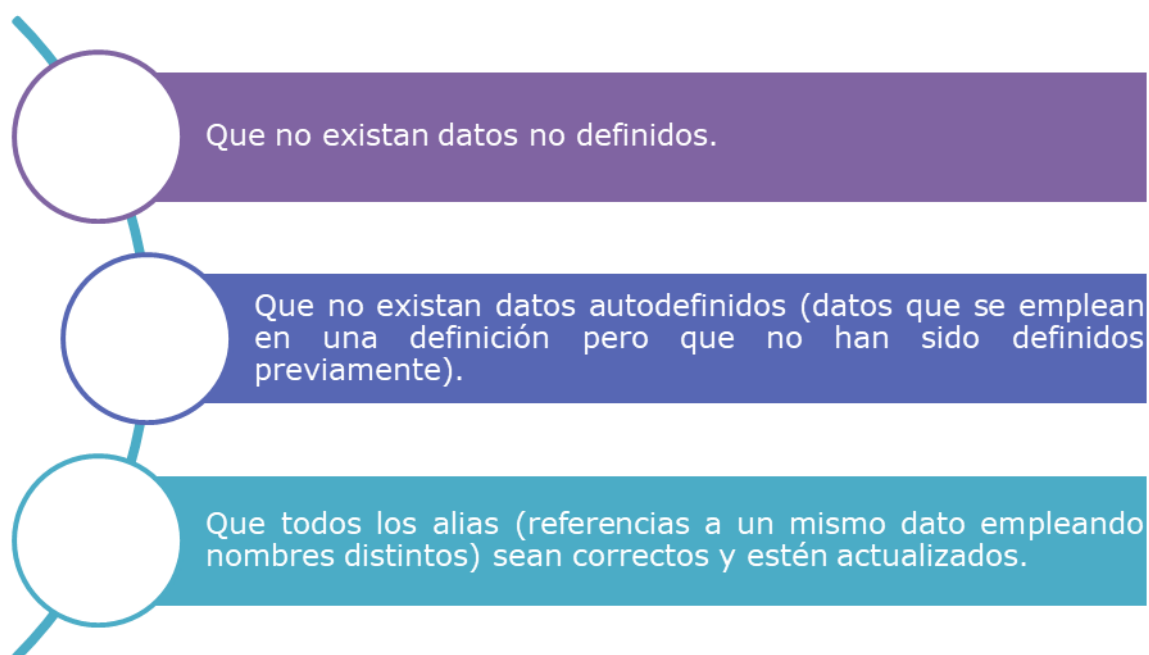 Que no existan datos no definidos.
Que no existan datos autodefinidos (datos que se emplean
en una definición pero que no han sido definidos
previamente).
Que todos los alias (referencias a un mismo dato empleando
nombres distintos) sean correctos y estén actualizados.